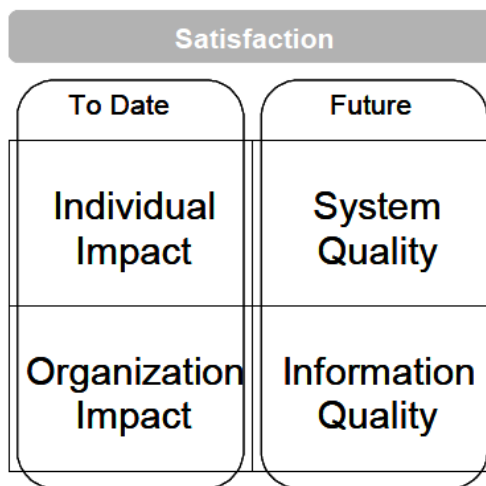 Satisfaction
To Date
Future
Individual
Impact
System
Quality
Organization
Impact
Information
Quality